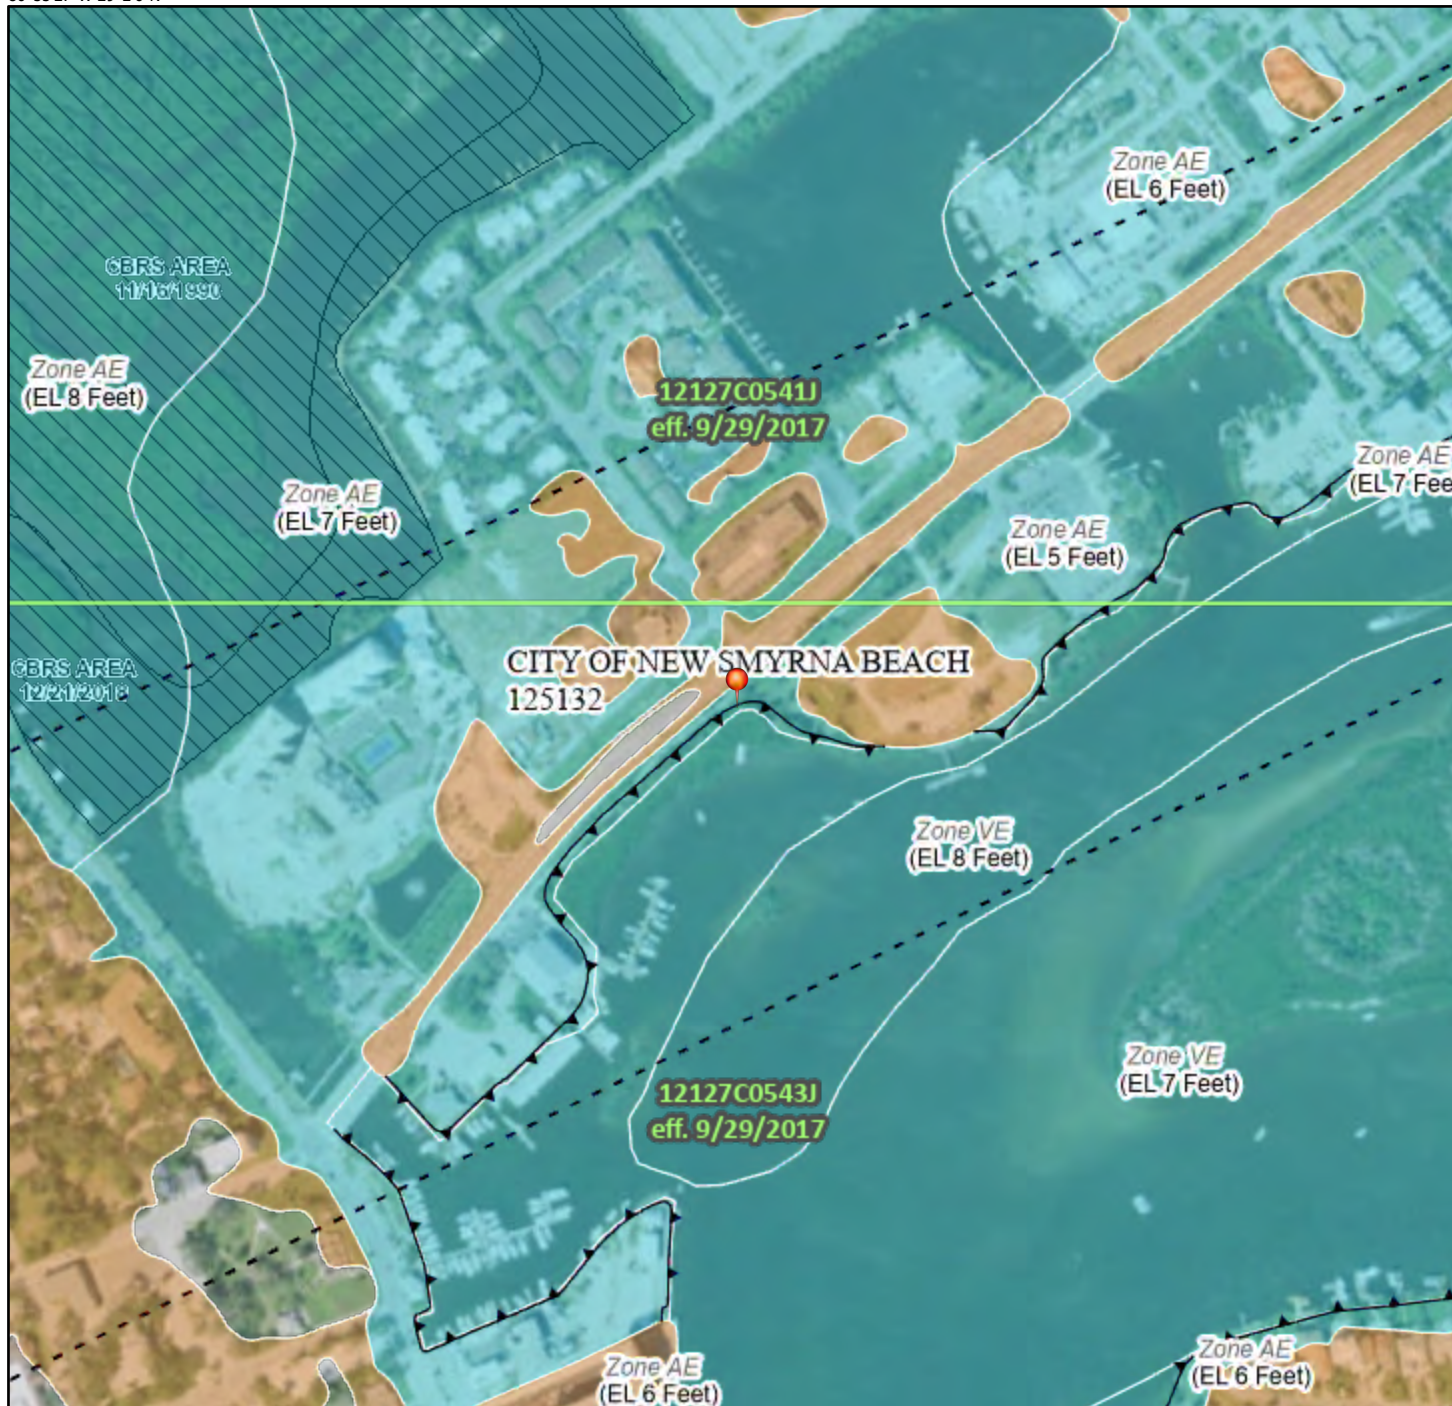 Zone AE
(EL 6 Feet)
CBRS AREA
11/16/1990
Zone AE
(EL 8 Feet)
12127C0541J
eff. 9/29/2017
Zone AE
(EL 7 Feet)
Zone AE
(EL 7 Fee
Zone AE
(EL 5 Feet)
CITY OF NEW SMYRNA BEACH
125132
CBRS AREA
12/21/2018
Zone VE
(EL 8 Feet)
Zone VE
(EL 7 Feet)
12127C0543J
eff. 9/29/2017
Zone AE
(EL 6 Feet)
Zone AE
(EL 6 Feet)